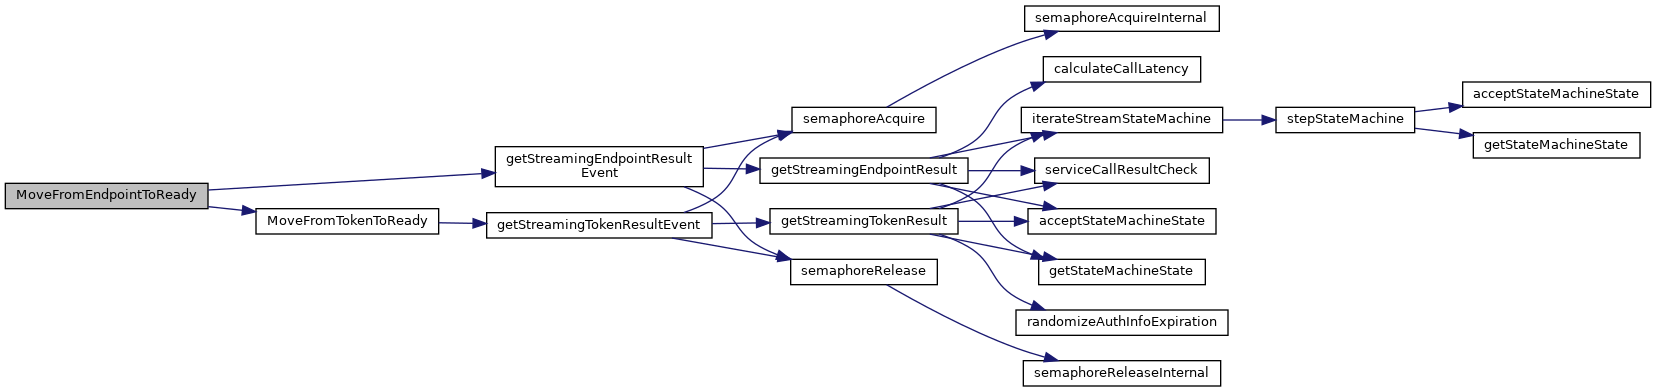 MoveFromEndpointToReady
getStreamingEndpointResult
Event
MoveFromTokenToReady
getStreamingTokenResultEvent
semaphoreAcquire
getStreamingEndpointResult
getStreamingTokenResult
semaphoreRelease
semaphoreAcquireInternal
calculateCallLatency
iterateStreamStateMachine
serviceCallResultCheck
acceptStateMachineState
getStateMachineState
randomizeAuthInfoExpiration
semaphoreReleaseInternal
stepStateMachine
acceptStateMachineState
getStateMachineState